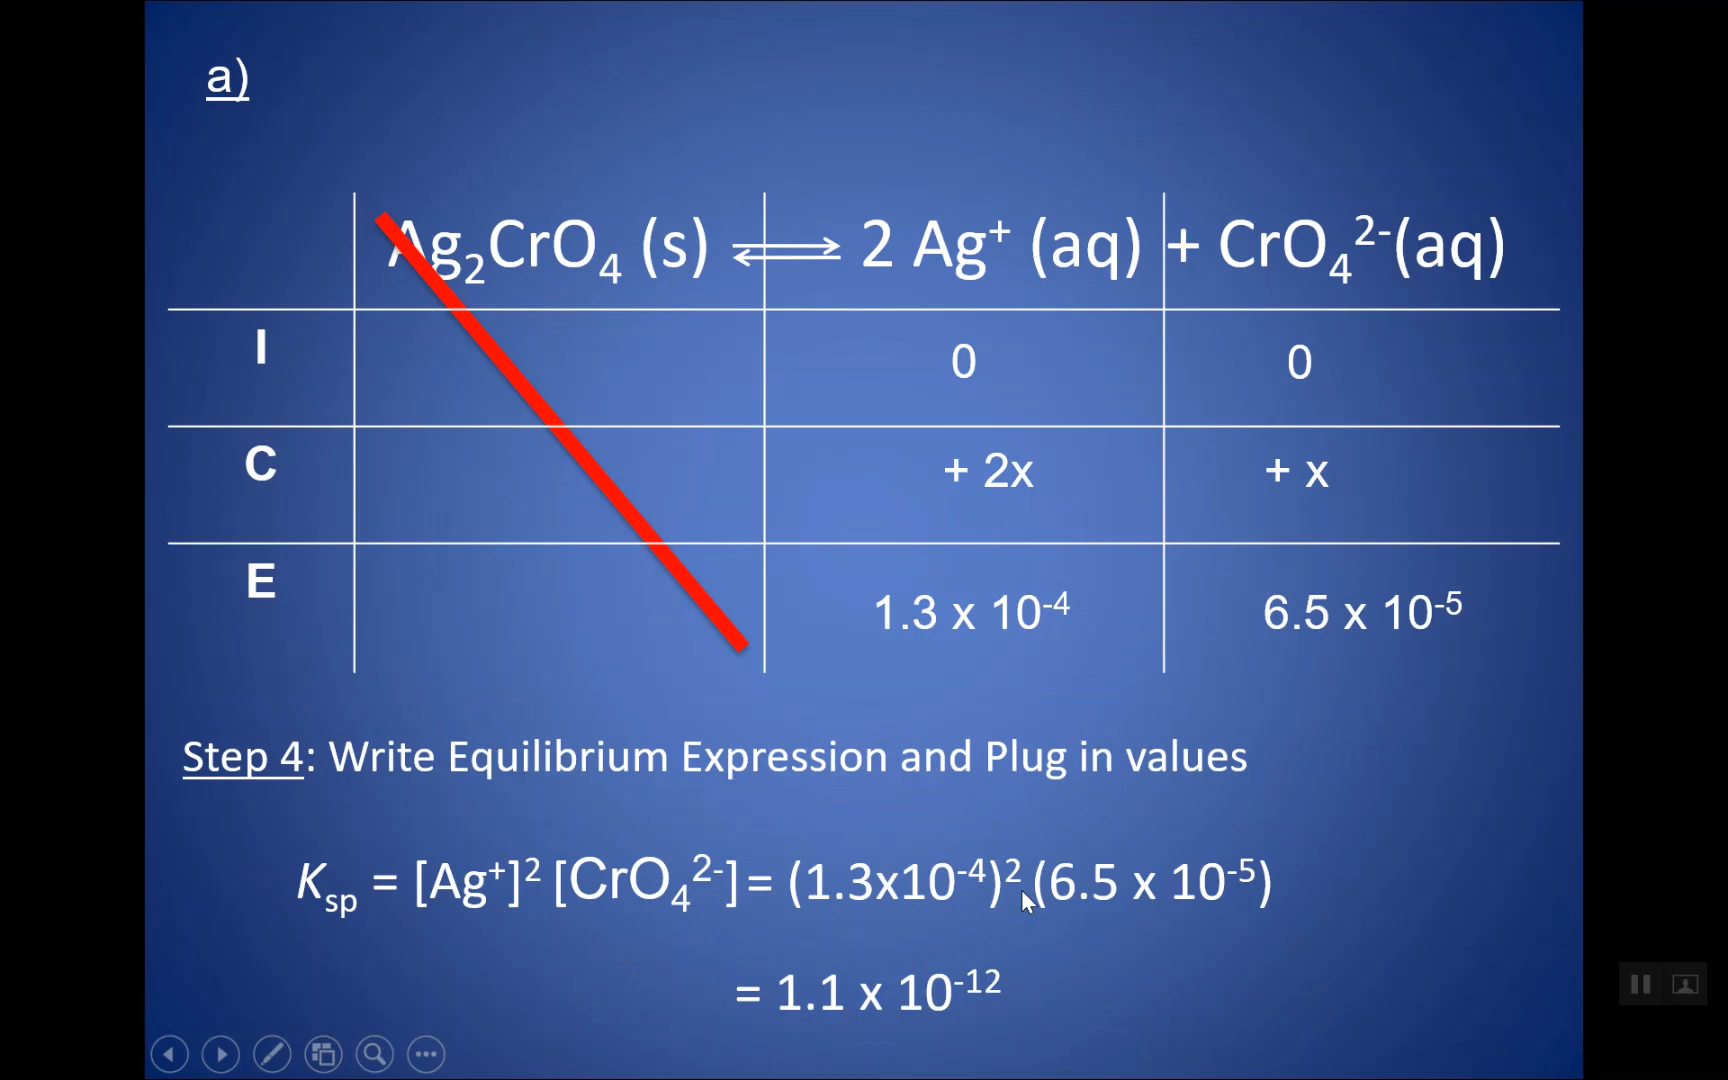 a)
Ag₂CrO₄ (s) ⇌ 2 Ag⁺ (aq) + CrO₄²⁻(aq)
I 0 0
C + 2x + x
E 1.3 x 10⁻⁴ 6.5 x 10⁻⁵
Step 4: Write Equilibrium Expression and Plug in values
Ksp = [Ag⁺]² [CrO₄²⁻] = (1.3x10⁻⁴)² (6.5 x 10⁻⁵)
= 1.1 x 10⁻¹²